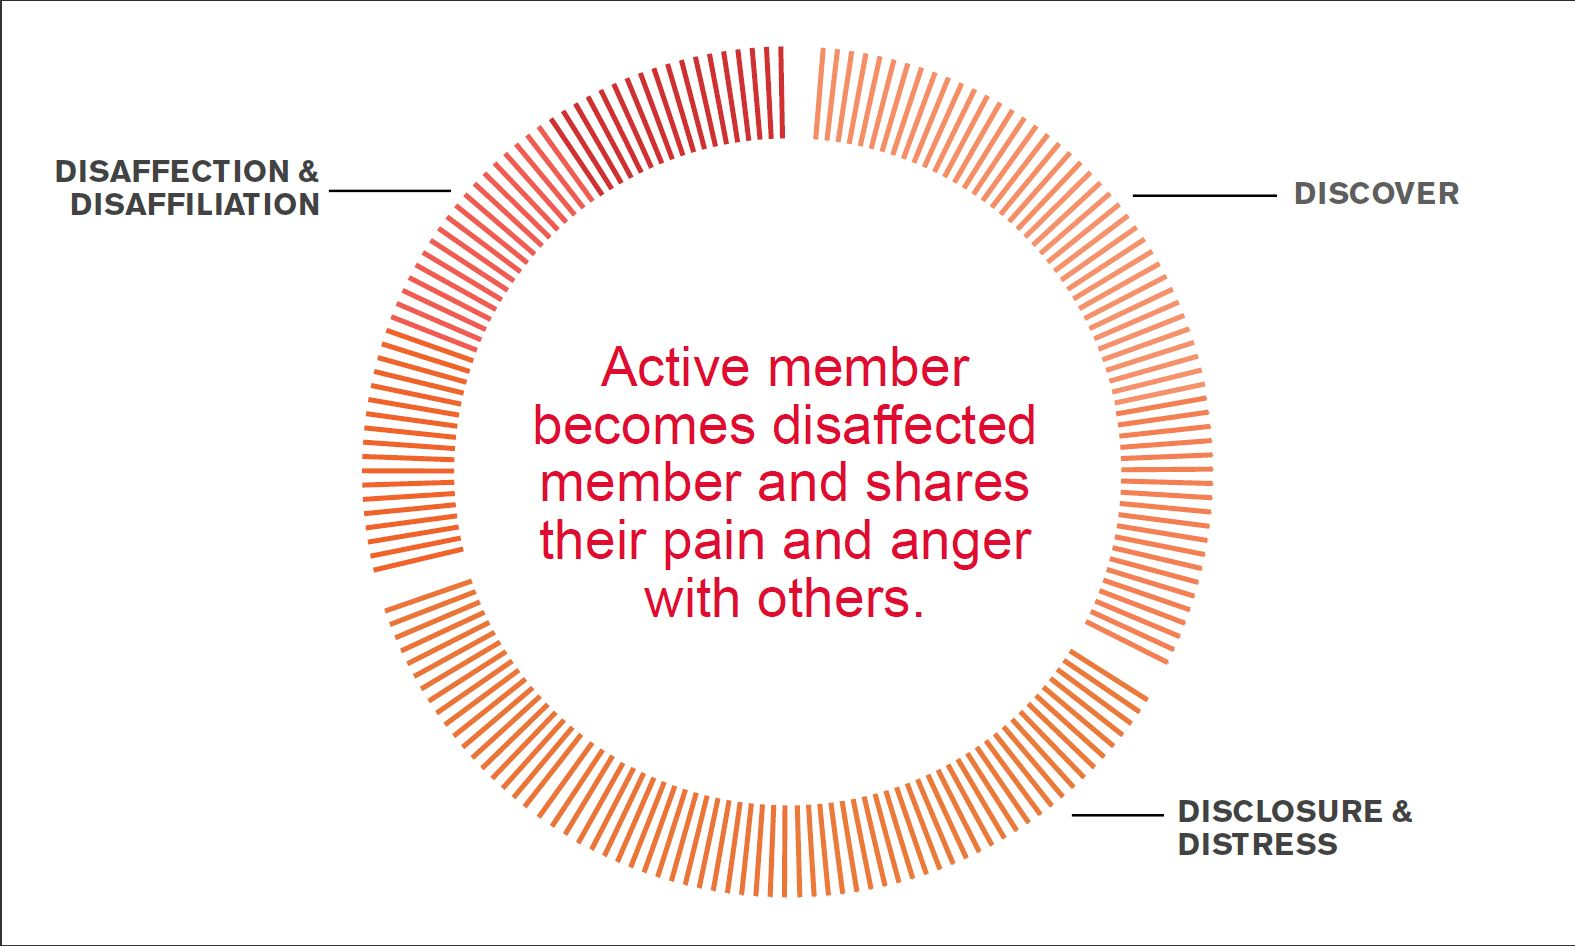 DISAFFECTION &
DISAFFILIATION
DISCOVER
Active member
becomes disaffected
member and shares
their pain and anger
with others.
DISCLOSURE &
DISTRESS